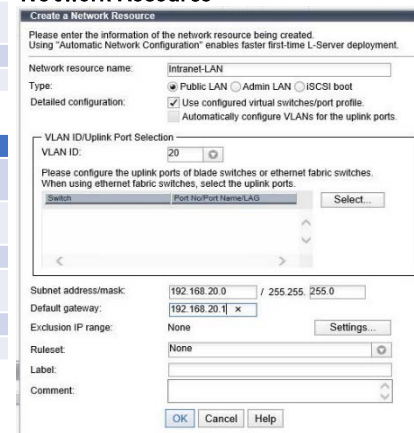 Network Resource
Create a Network Resource
Please enter the information of the network resource being created.
Using "Automatic Network Configuration" enables faster first-time L-Server deployment.
Network resource name: Intranet-LAN
Type: Public LAN Admin LAN iSCSI boot
Detailed configuration: Use configured virtual switches/port profile.
Automatically configure VLANs for the uplink ports.
VLAN ID/Uplink Port Selection
VLAN ID: 20
Please configure the uplink ports of blade switches or ethernet fabric switches.
When using ethernet fabric switches, select the uplink ports.
Switch Port No/Port Name/LAG Select...
Subnet address/mask: 192.168.20.0 / 255.255. 255.0
Default gateway: 192.168.20.1 ×
Exclusion IP range: None Settings...
Ruleset: None
Label:
Comment:
OK Cancel Help